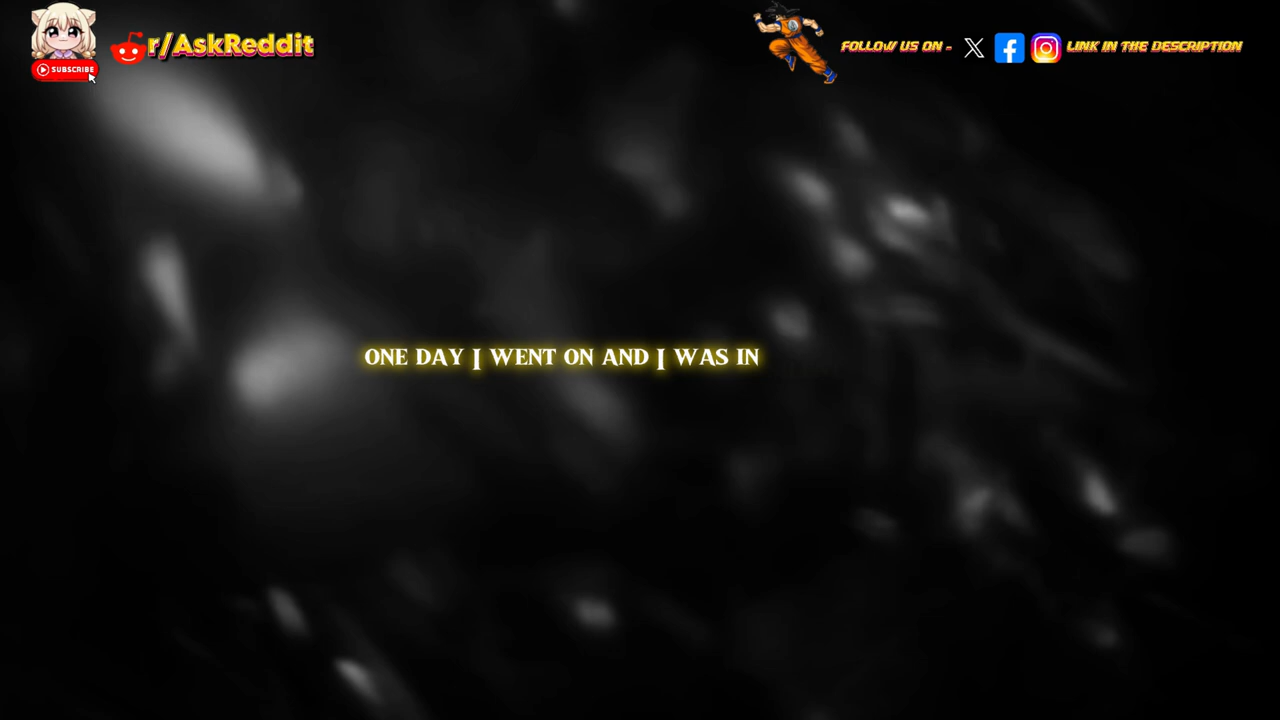 r/AskReddit
SUBSCRIBE
FOLLOW US ON -
LINK IN THE DESCRIPTION
ONE DAY I WENT ON AND I WAS IN